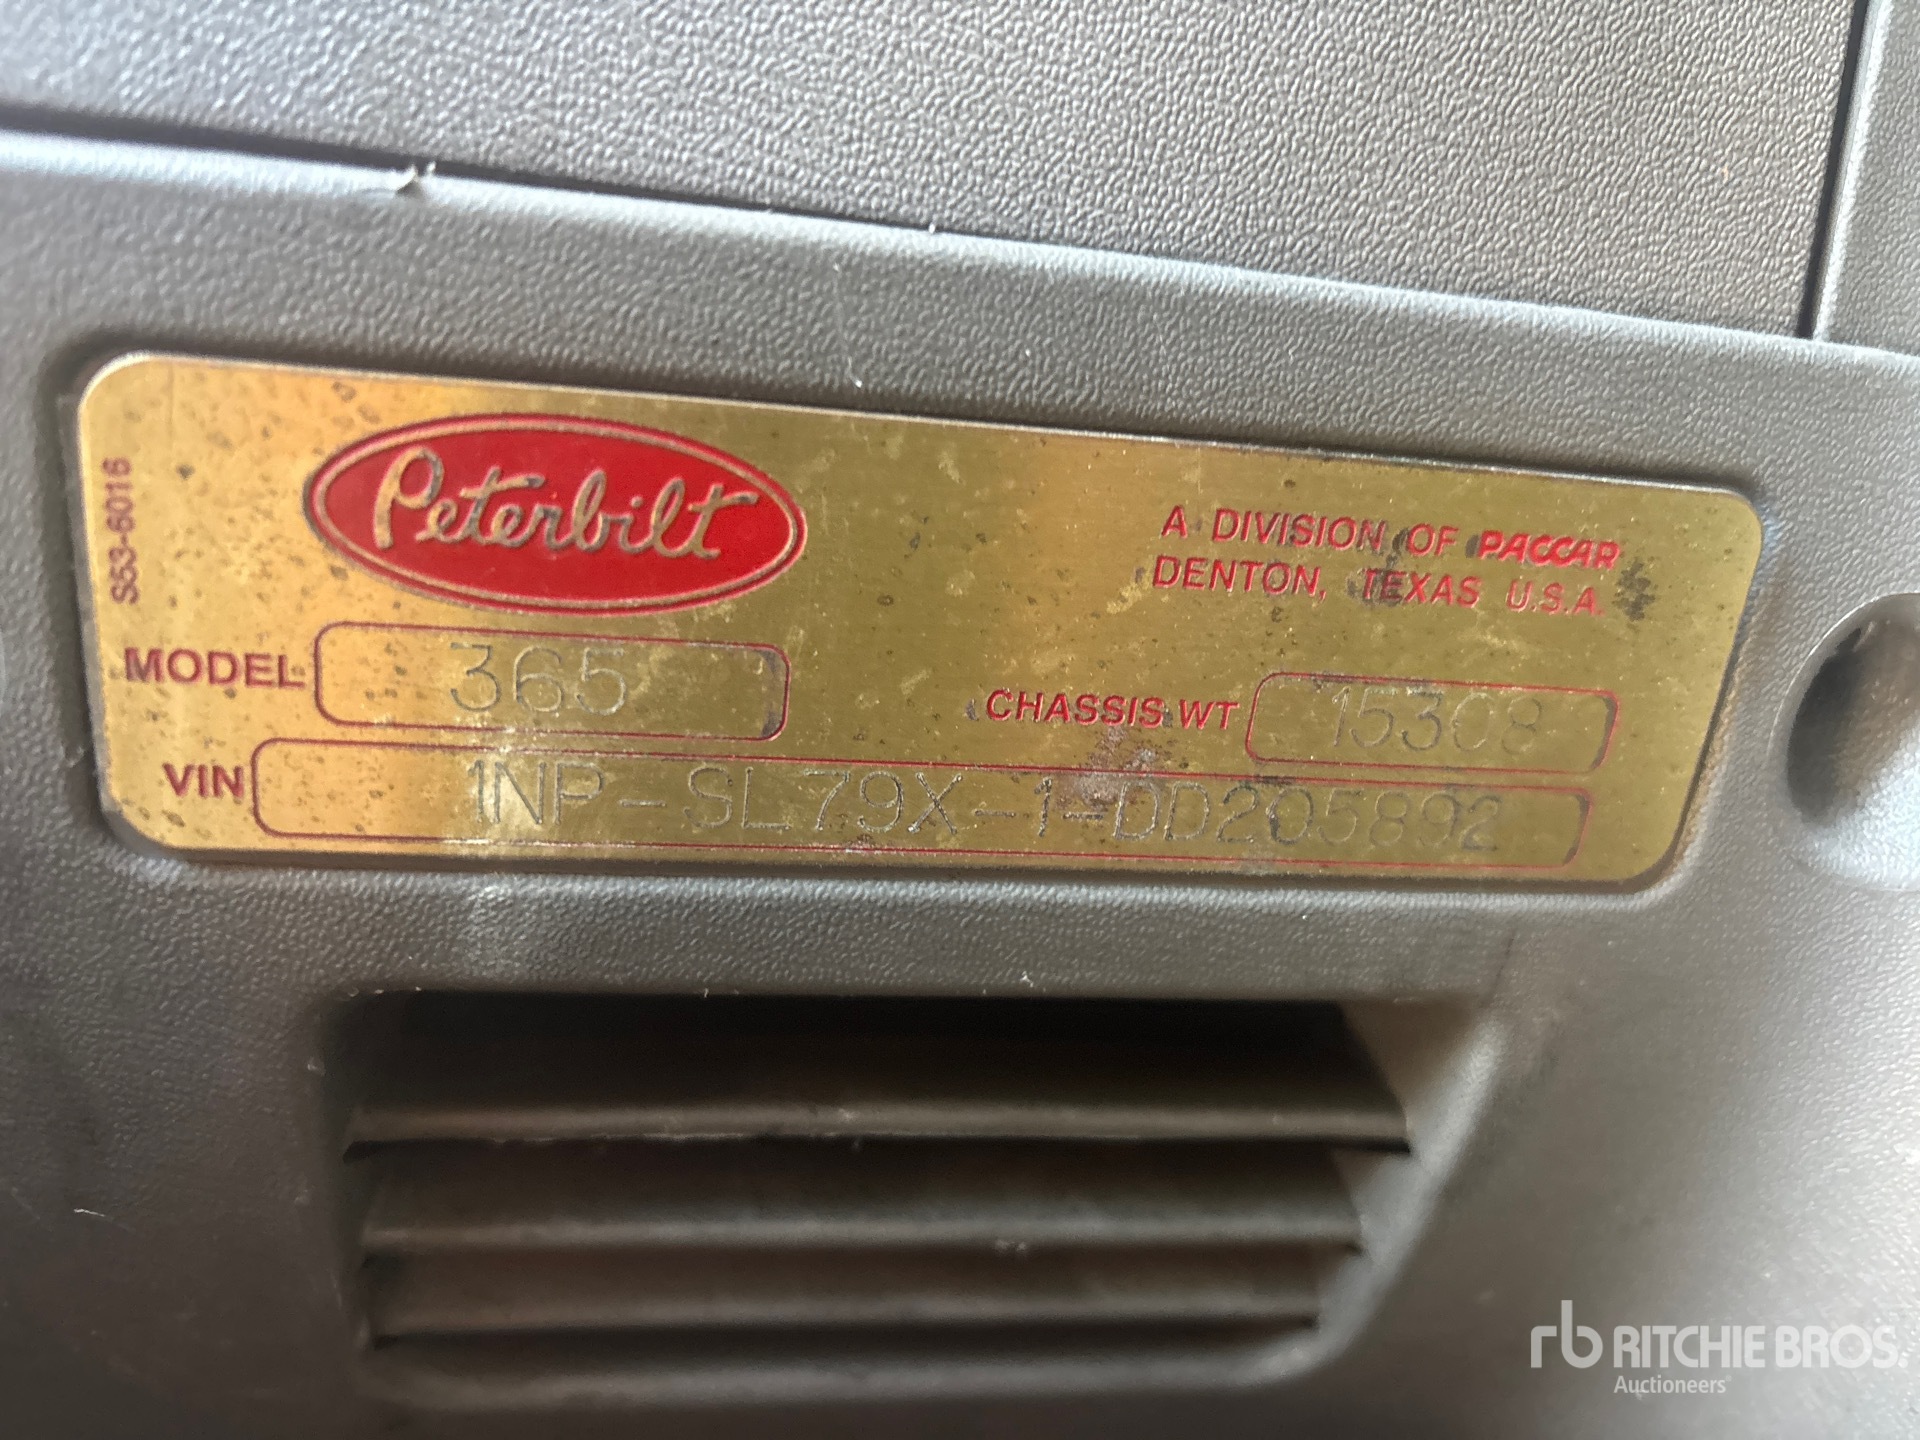 S53-6016
Peterbilt
A DIVISION OF PACCAR
DENTON, TEXAS U.S.A.
MODEL 365
CHASSIS WT 15308
VIN 1NP-SL79X-1-DD205892
rb RITCHIE BROS.
Auctioneers